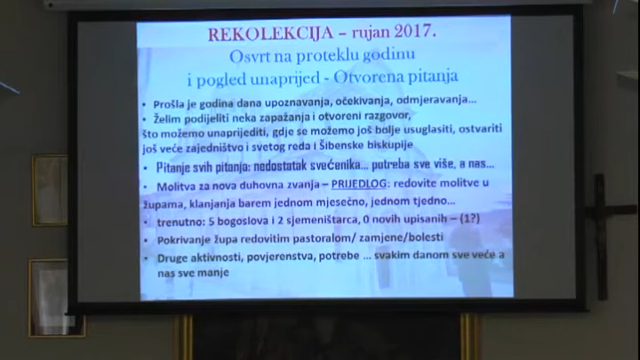 REKOLEKCIJA – rujan 2017.
Osvrt na proteklu godinu
i pogled unaprijed - Otvorena pitanja
• Prošla je godina dana upoznavanja, očekivanja, odmjeravanja...
• Želim podijeliti neka zapažanja i otvoreni razgovor,
što možemo unaprijediti, gdje se možemo još bolje usuglasiti, ostvariti
još veće zajedništvo i svetog reda i Šibenske biskupije
• Pitanje svih pitanja: nedostatak svećenika... potreba sve više, a nas...
• Molitva za nova duhovna zvanja – PRIJEDLOG: redovite molitve u
župama, klanjanja barem jednom mjesečno, jednom tjedno...
• trenutno: 5 bogoslova i 2 sjemeništarca, 0 novih upisanih – (1?)
• Pokrivanje župa redovitim pastoralom/ zamjene/bolesti
• Druge aktivnosti, povjerenstva, potrebe ... svakim danom sve veće a
nas sve manje